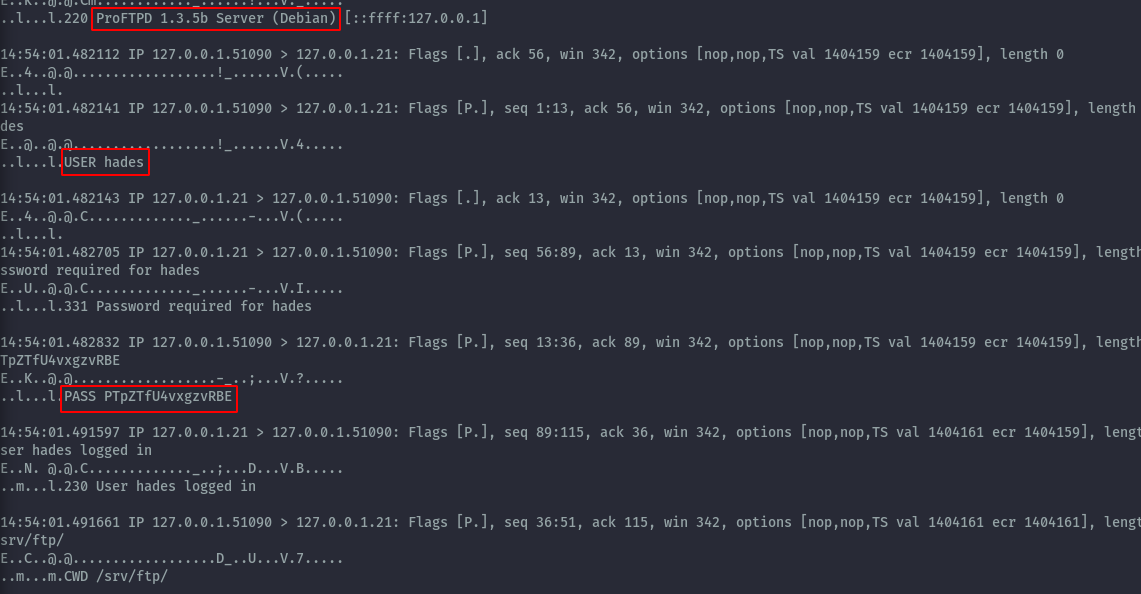 E..K..@.@.Cm............_......!...V._.....
..l...l.220 ProFTPD 1.3.5b Server (Debian) [::ffff:127.0.0.1]
14:54:01.482112 IP 127.0.0.1.51090 > 127.0.0.1.21: Flags [.], ack 56, win 342, options [nop,nop,TS val 1404159 ecr 1404159], length 0
E..4..@.@..................!_......V.(.....
..l...l.
14:54:01.482141 IP 127.0.0.1.51090 > 127.0.0.1.21: Flags [P.], seq 1:13, ack 56, win 342, options [nop,nop,TS val 1404159 ecr 1404159], length
des
E..@..@.@..................!_......V.4.....
..l...l.USER hades
14:54:01.482143 IP 127.0.0.1.21 > 127.0.0.1.51090: Flags [.], ack 13, win 342, options [nop,nop,TS val 1404159 ecr 1404159], length 0
E..4..@.@.C............._......-...V.(.....
..l...l.
14:54:01.482705 IP 127.0.0.1.21 > 127.0.0.1.51090: Flags [P.], seq 56:89, ack 13, win 342, options [nop,nop,TS val 1404159 ecr 1404159], length
ssword required for hades
E..U..@.@.C............._......-...V.I.....
..l...l.331 Password required for hades
14:54:01.482832 IP 127.0.0.1.51090 > 127.0.0.1.21: Flags [P.], seq 13:36, ack 89, win 342, options [nop,nop,TS val 1404159 ecr 1404159], length
TpZTfU4vxgzvRBE
E..K..@.@..................-_..;...V.?.....
..l...l.PASS PTpZTfU4vxgzvRBE
14:54:01.491597 IP 127.0.0.1.21 > 127.0.0.1.51090: Flags [P.], seq 89:115, ack 36, win 342, options [nop,nop,TS val 1404161 ecr 1404159], lengt
ser hades logged in
E..N. @.@.C............._..;...D...V.B.....
..m...l.230 User hades logged in
14:54:01.491661 IP 127.0.0.1.51090 > 127.0.0.1.21: Flags [P.], seq 36:51, ack 115, win 342, options [nop,nop,TS val 1404161 ecr 1404161], lengt
srv/ftp/
E..C..@.@..................D_..U...V.7.....
..m...m.CWD /srv/ftp/